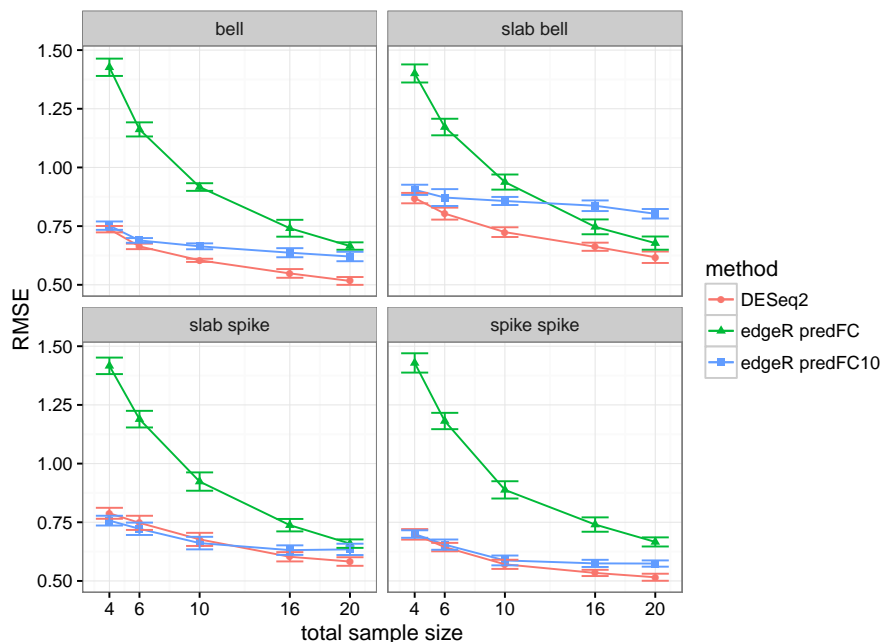 bell
slab bell
1.50
1.25
1.00
0.75
0.50
slab spike
spike spike
1.50
1.25
1.00
0.75
0.50
4 6 10 16 20
4 6 10 16 20
total sample size
RMSE
method
DESeq2
edgeR predFC
edgeR predFC10